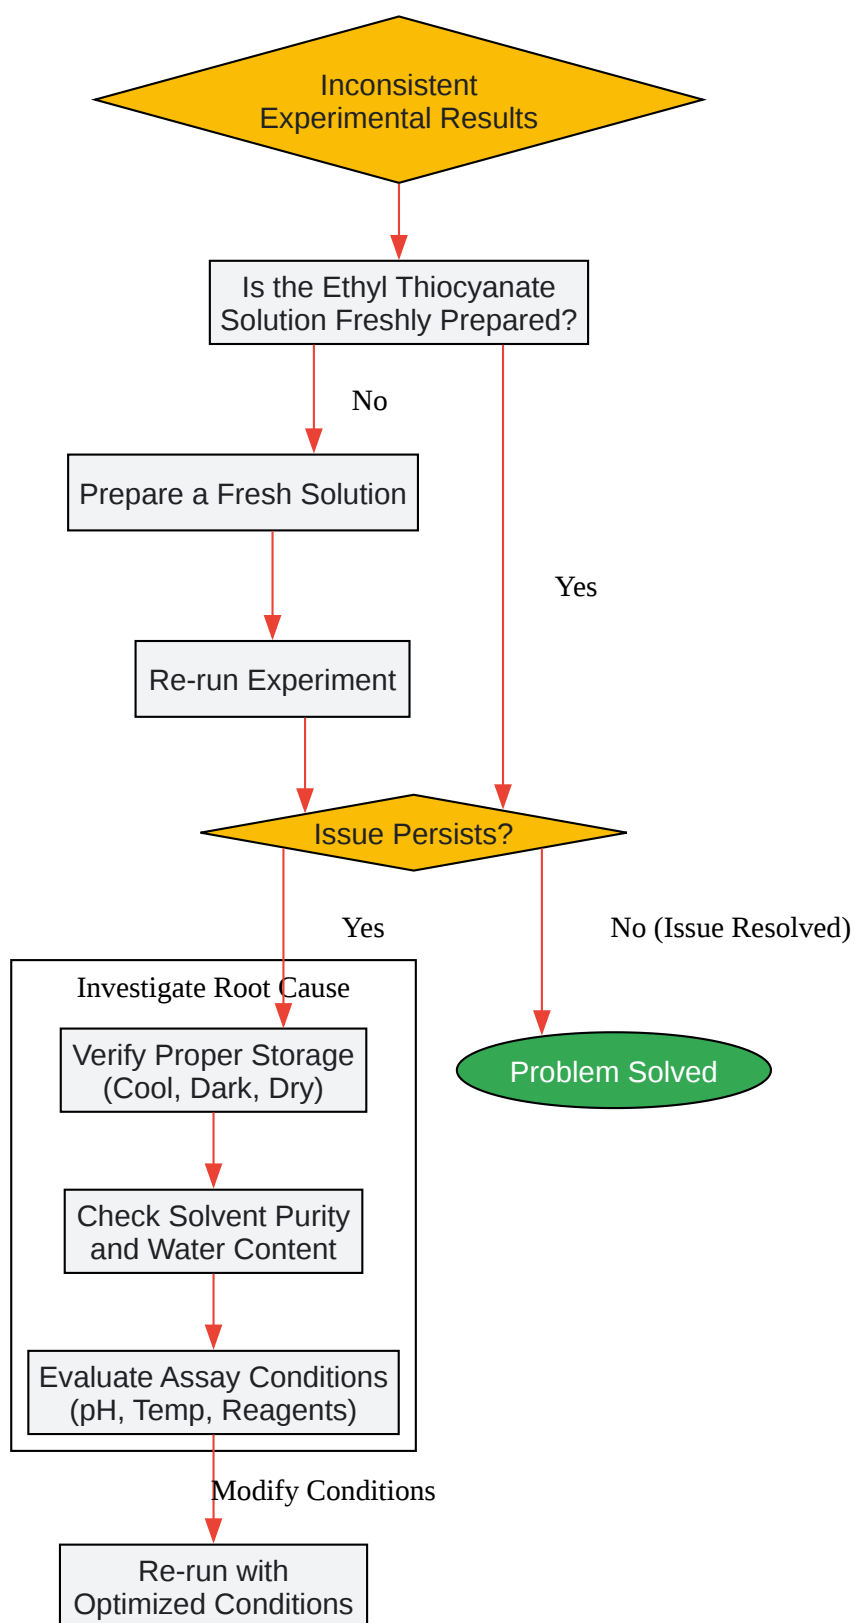 Inconsistent
Experimental Results
Is the Ethyl Thiocyanate
Solution Freshly Prepared?
No
Prepare a Fresh Solution
Yes
Re-run Experiment
Issue Persists?
Yes
No (Issue Resolved)
Investigate Root Cause
Verify Proper Storage
(Cool, Dark, Dry)
Problem Solved
Check Solvent Purity
and Water Content
Evaluate Assay Conditions
(pH, Temp, Reagents)
Modify Conditions
Re-run with
Optimized Conditions